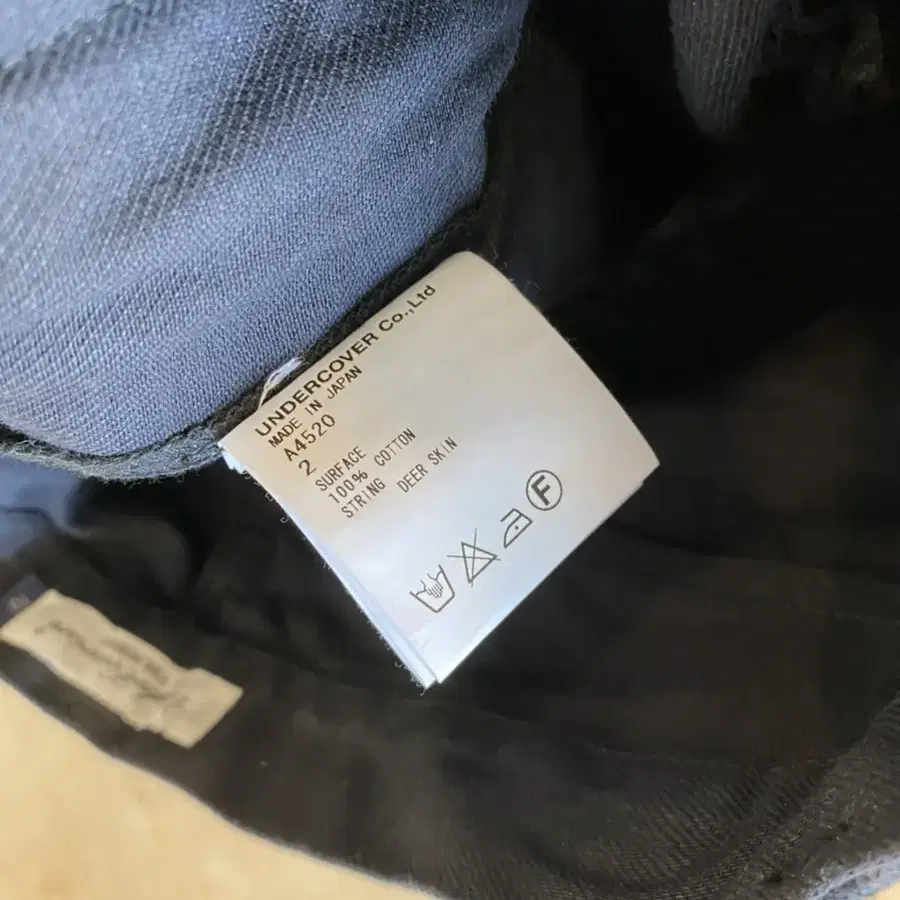 UNDERCOVER Co.,Ltd
MADE IN JAPAN
A4520
2
SURFACE
100% COTTON
STRING DEER SKIN
F